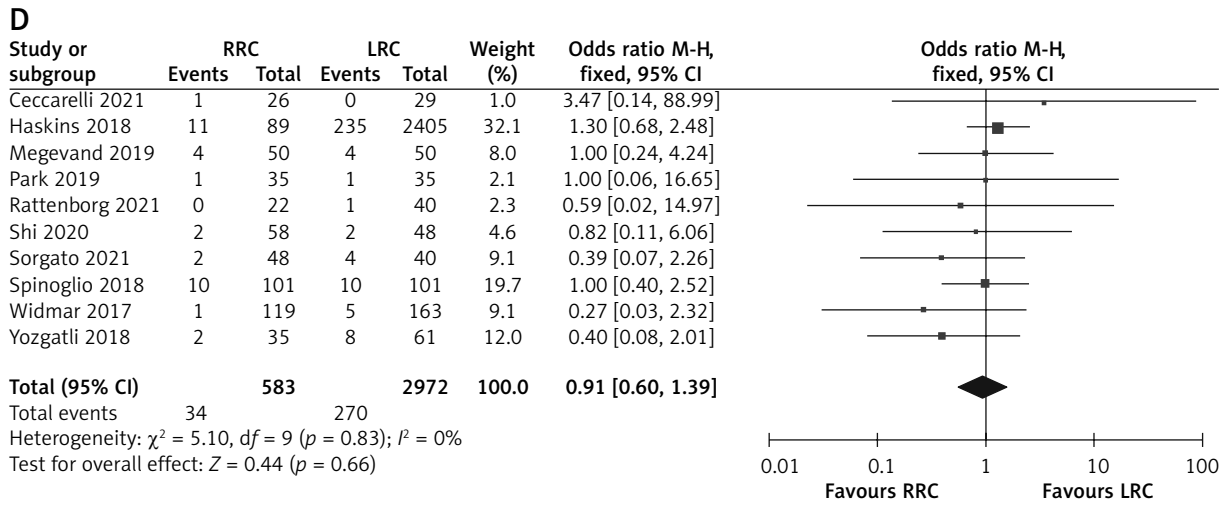 D
Study or subgroup RRC LRC Weight (%) Odds ratio M-H, fixed, 95% CI Odds ratio M-H, fixed, 95% CI
Events Total Events Total
Ceccarelli 2021 1 26 0 29 1.0 3.47 [0.14, 88.99]
Haskins 2018 11 89 235 2405 32.1 1.30 [0.68, 2.48]
Megevand 2019 4 50 4 50 8.0 1.00 [0.24, 4.24]
Park 2019 1 35 1 35 2.1 1.00 [0.06, 16.65]
Rattenborg 2021 0 22 1 40 2.3 0.59 [0.02, 14.97]
Shi 2020 2 58 2 48 4.6 0.82 [0.11, 6.06]
Sorgato 2021 2 48 4 40 9.1 0.39 [0.07, 2.26]
Spinoglio 2018 10 101 10 101 19.7 1.00 [0.40, 2.52]
Widmar 2017 1 119 5 163 9.1 0.27 [0.03, 2.32]
Yozgatli 2018 2 35 8 61 12.0 0.40 [0.08, 2.01]
Total (95% CI) 583 2972 100.0 0.91 [0.60, 1.39]
Total events 34 270
Heterogeneity: χ² = 5.10, df = 9 (p = 0.83); I² = 0%
Test for overall effect: Z = 0.44 (p = 0.66)
0.01 0.1 1 10 100
Favours RRC Favours LRC